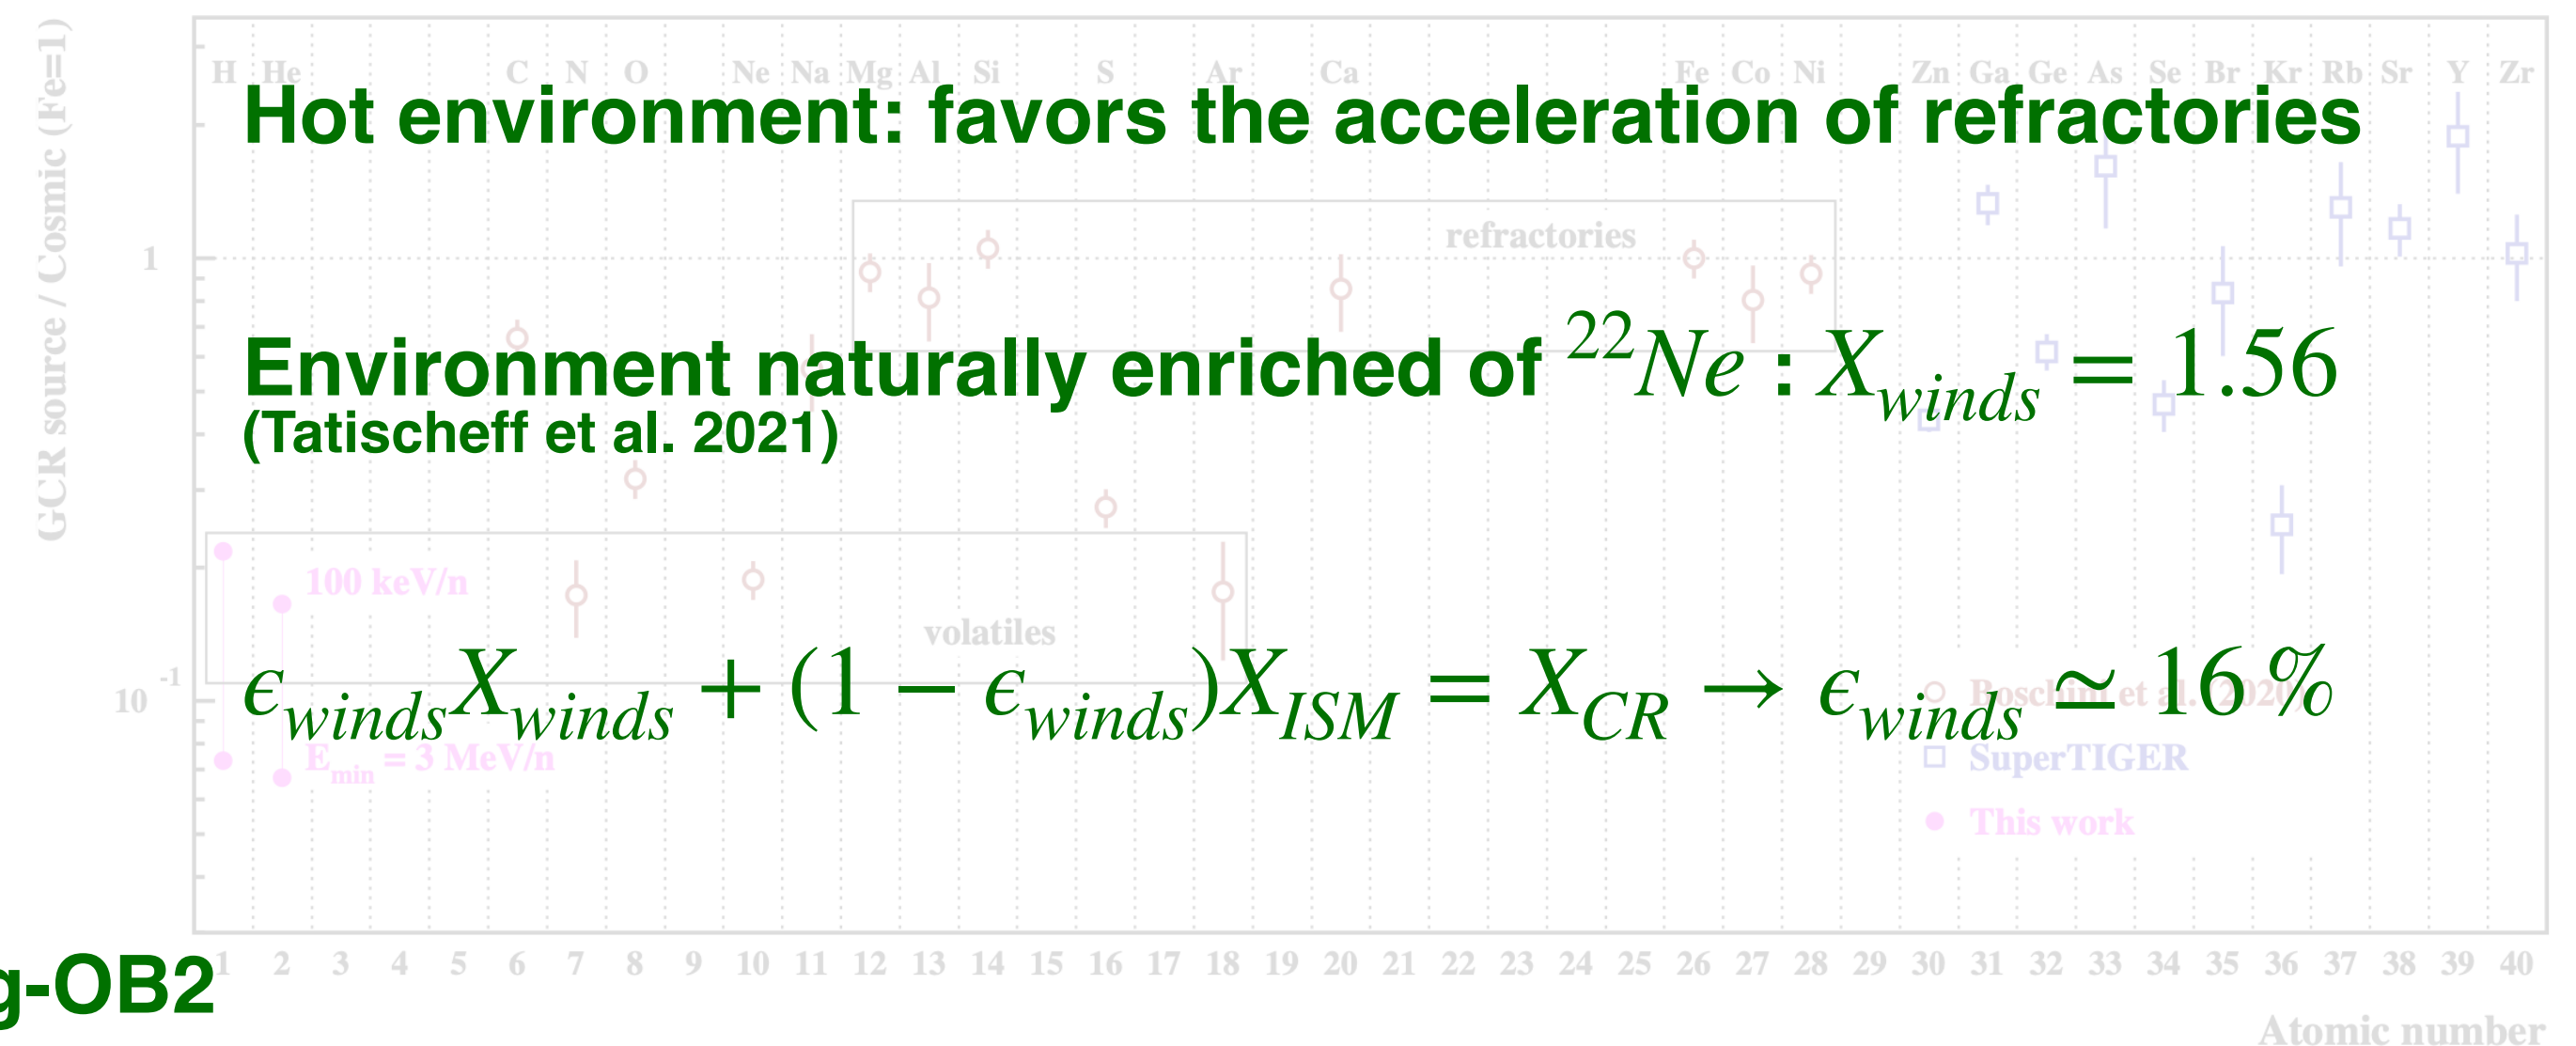 GCR source / Cosmic (Fe=1)
H He C N O Ne Na Mg Al Si S Ar Ca Fe Co Ni Zn Ga Ge As Se Br Kr Rb Sr Y Zr
Hot environment: favors the acceleration of refractories
refractories
1
Environment naturally enriched of ²²Ne : X_winds = 1.56
(Tatischeff et al. 2021)
100 keV/n
volatiles
10⁻¹
ϵ_winds X_winds + (1 − ϵ_winds)X_ISM = X_CR → ϵ_winds ≃ 16 %
Boschini et al. (2020)
E_min = 3 MeV/n
SuperTIGER
This work
1 2 3 4 5 6 7 8 9 10 11 12 13 14 15 16 17 18 19 20 21 22 23 24 25 26 27 28 29 30 31 32 33 34 35 36 37 38 39 40
g-OB2
Atomic number